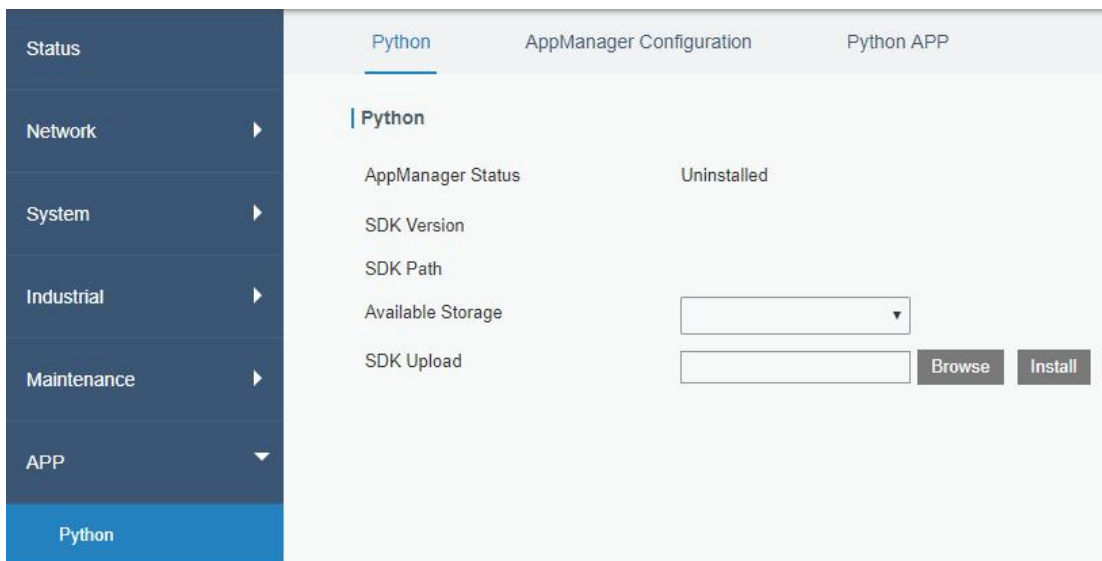 Status
Network
System
Industrial
Maintenance
APP
Python
Python AppManager Configuration Python APP
Python
AppManager Status Uninstalled
SDK Version
SDK Path
Available Storage
SDK Upload Browse Install